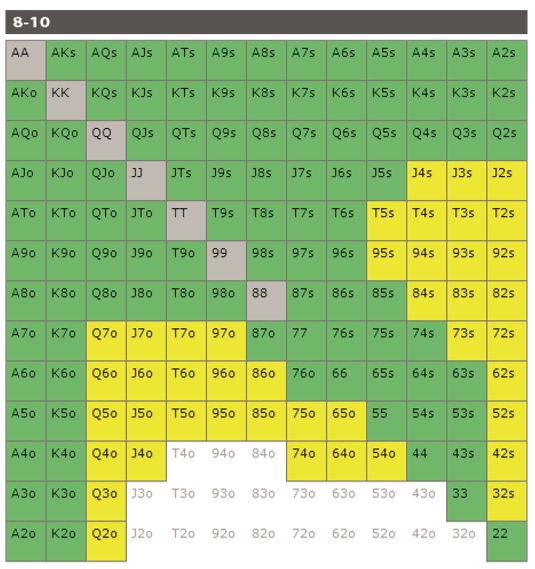 8-10
AA AKs AQs AJs ATs A9s A8s A7s A6s A5s A4s A3s A2s
AKo KK KQs KJs KTs K9s K8s K7s K6s K5s K4s K3s K2s
AQo KQo QQ QJs QTs Q9s Q8s Q7s Q6s Q5s Q4s Q3s Q2s
AJo KJo QJo JJ JTs J9s J8s J7s J6s J5s J4s J3s J2s
ATo KTo QTo JTo TT T9s T8s T7s T6s T5s T4s T3s T2s
A9o K9o Q9o J9o T9o 99 98s 97s 96s 95s 94s 93s 92s
A8o K8o Q8o J8o T8o 98o 88 87s 86s 85s 84s 83s 82s
A7o K7o Q7o J7o T7o 97o 87o 77 76s 75s 74s 73s 72s
A6o K6o Q6o J6o T6o 96o 86o 76o 66 65s 64s 63s 62s
A5o K5o Q5o J5o T5o 95o 85o 75o 65o 55 54s 53s 52s
A4o K4o Q4o J4o T4o 94o 84o 74o 64o 54o 44 43s 42s
A3o K3o Q3o J3o T3o 93o 83o 73o 63o 53o 43o 33 32s
A2o K2o Q2o J2o T2o 92o 82o 72o 62o 52o 42o 32o 22